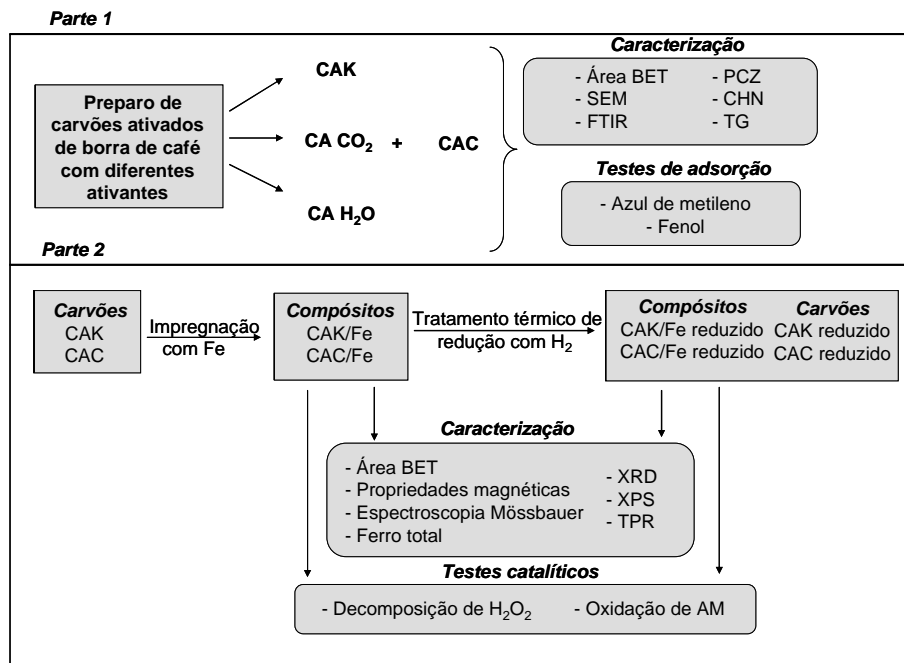 Parte 1
Preparo de
carvões ativados
de borra de café
com diferentes
ativantes
CAK
CA CO₂ + CAC
CA H₂O
Caracterização
- Área BET - PCZ
- SEM - CHN
- FTIR - TG
Testes de adsorção
- Azul de metileno
- Fenol
Parte 2
Carvões
CAK
CAC
Impregnação
com Fe
Compósitos
CAK/Fe
CAC/Fe
Tratamento térmico de
redução com H₂
Compósitos
CAK/Fe reduzido
CAC/Fe reduzido
Carvões
CAK reduzido
CAC reduzido
Caracterização
- Área BET
- Propriedades magnéticas
- Espectroscopia Mössbauer
- Ferro total
- XRD
- XPS
- TPR
Testes catalíticos
- Decomposição de H₂O₂ - Oxidação de AM